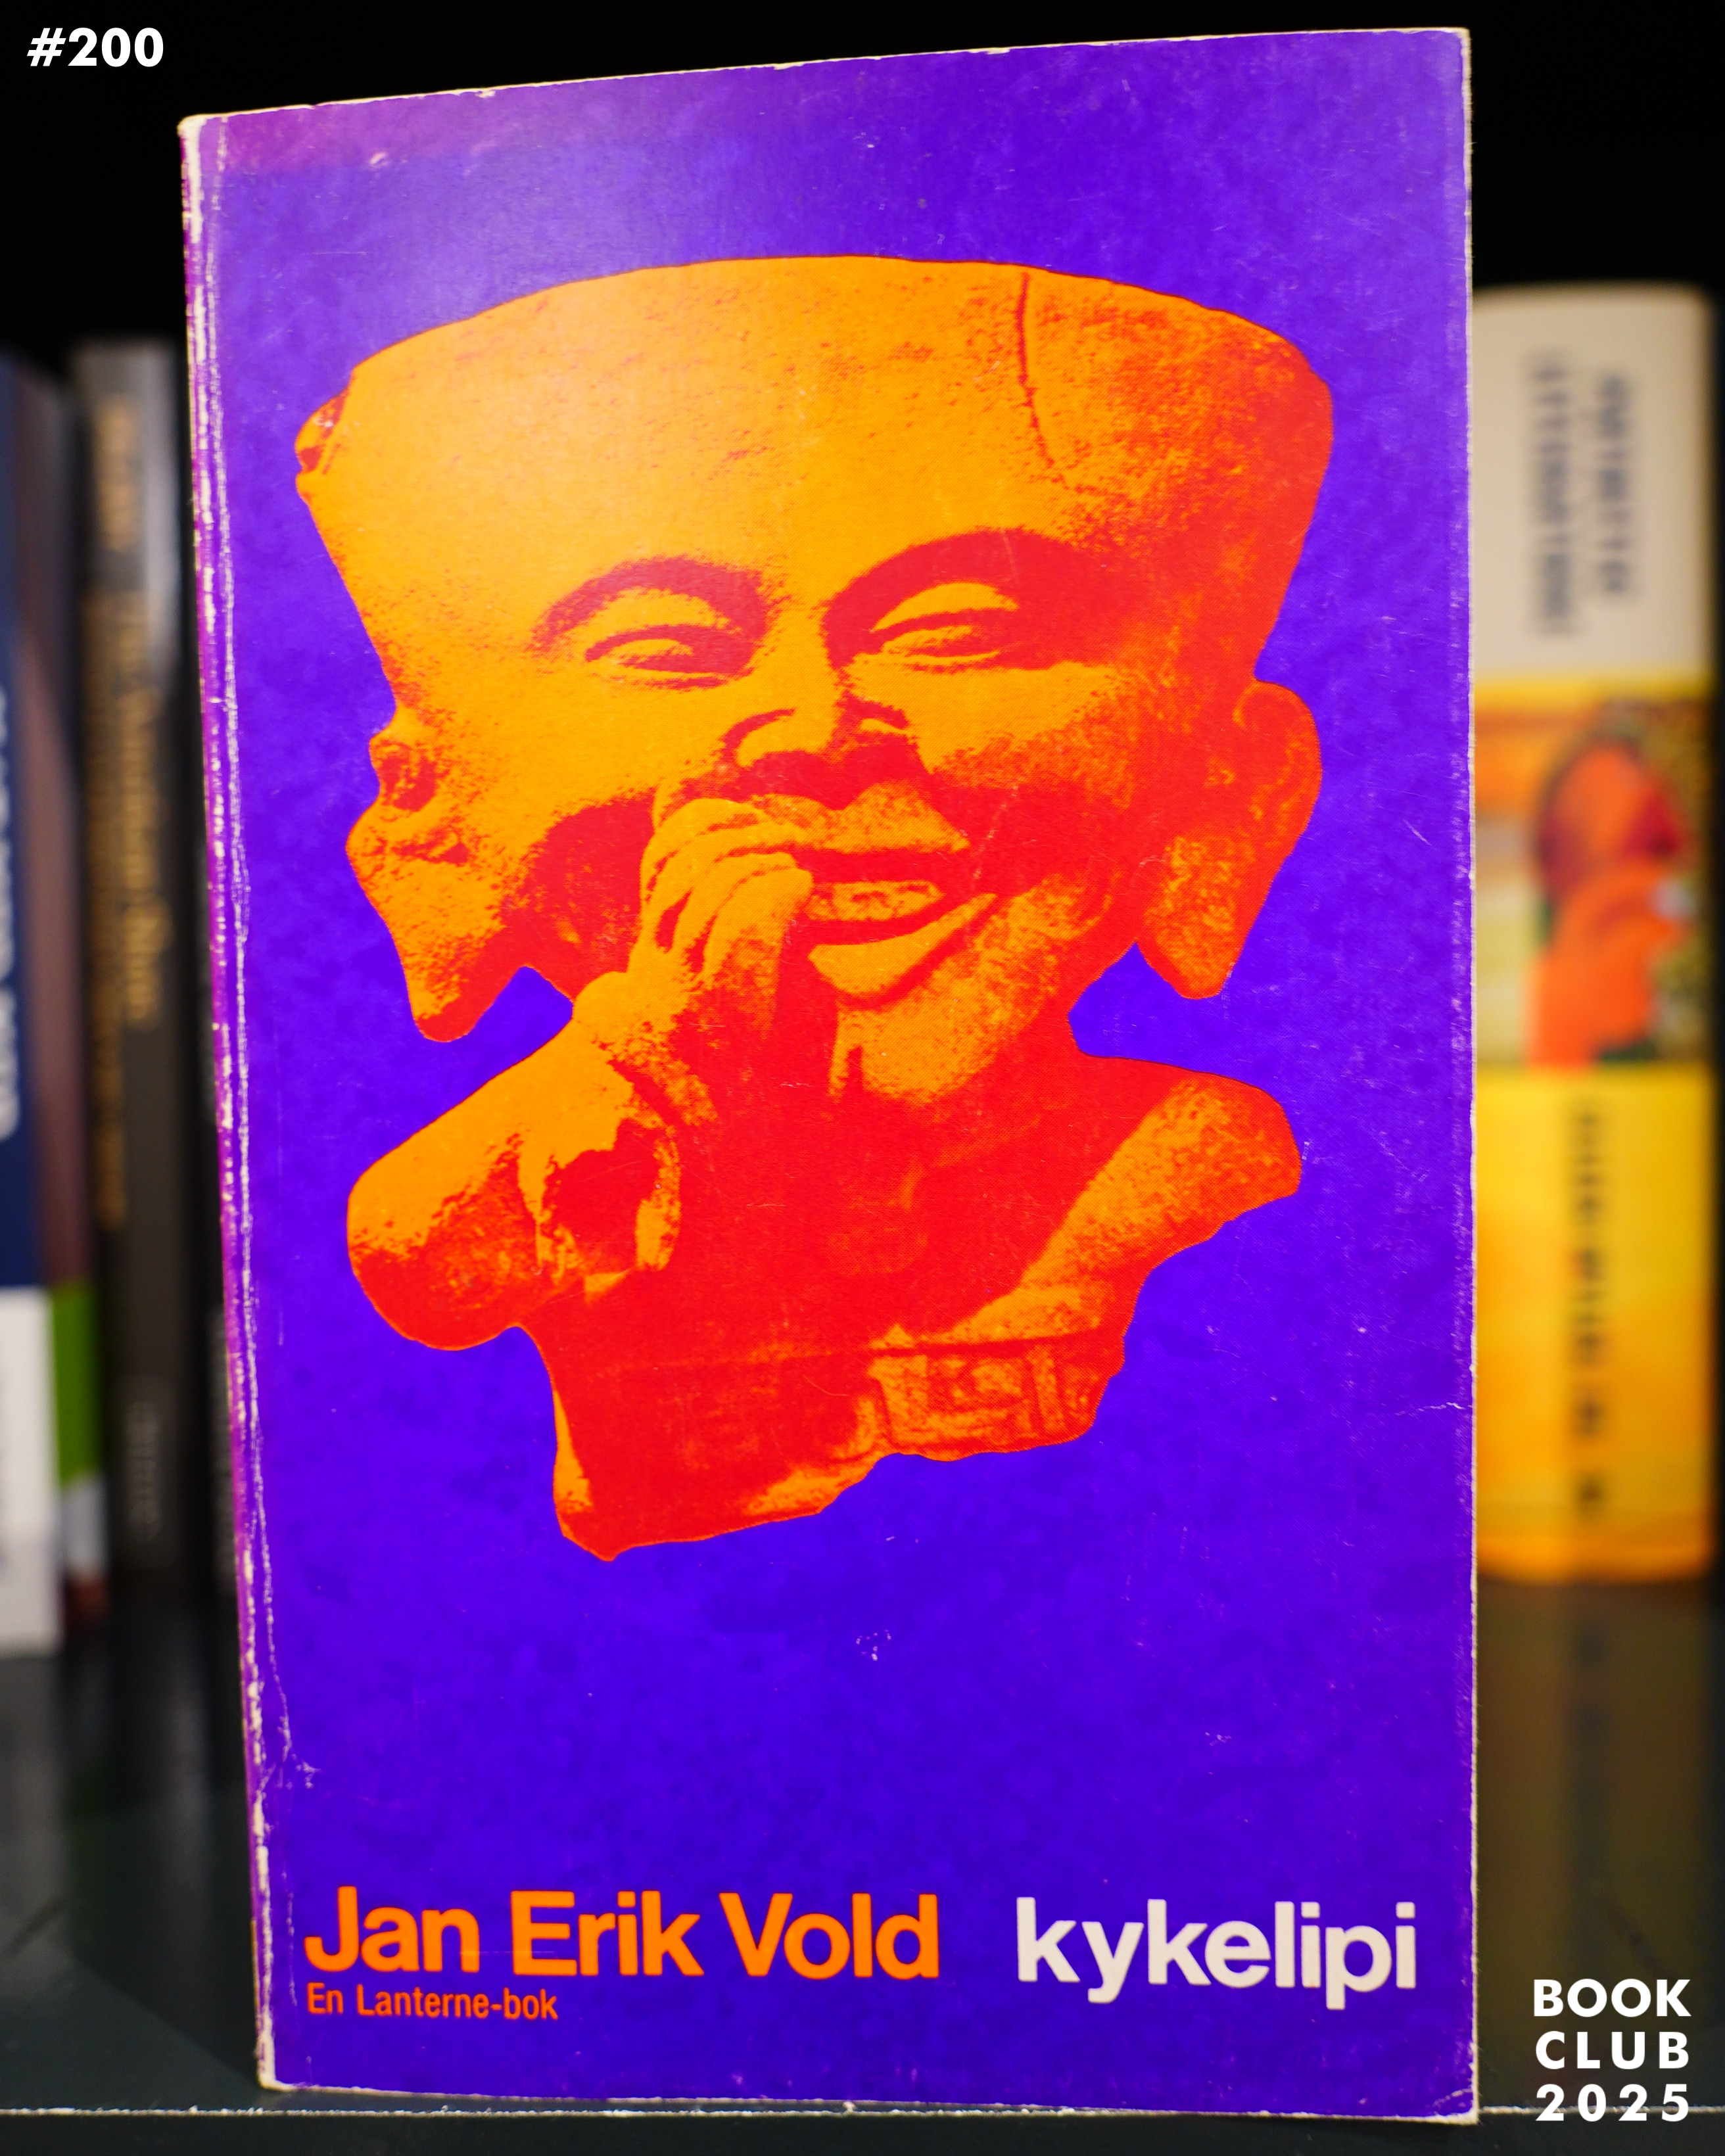 #200
Jan Erik Vold kykelipi
En Lanterne-bok
BOOK
CLUB
2025